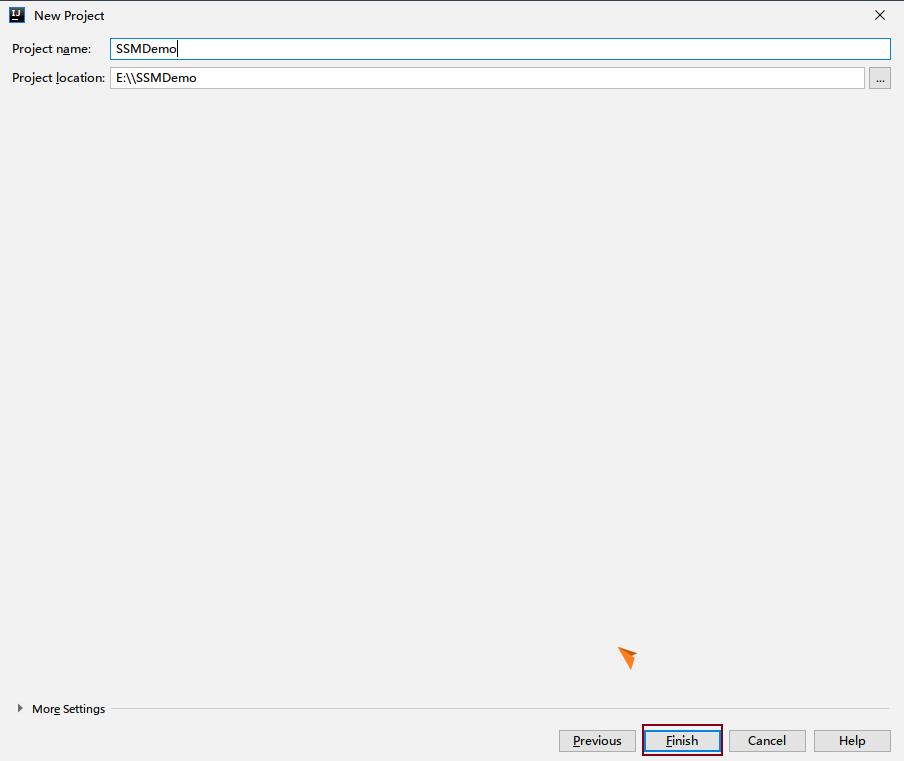 IJ New Project
Project name: SSMDemo
Project location: E:\\SSMDemo ...
More Settings
Previous Finish Cancel Help